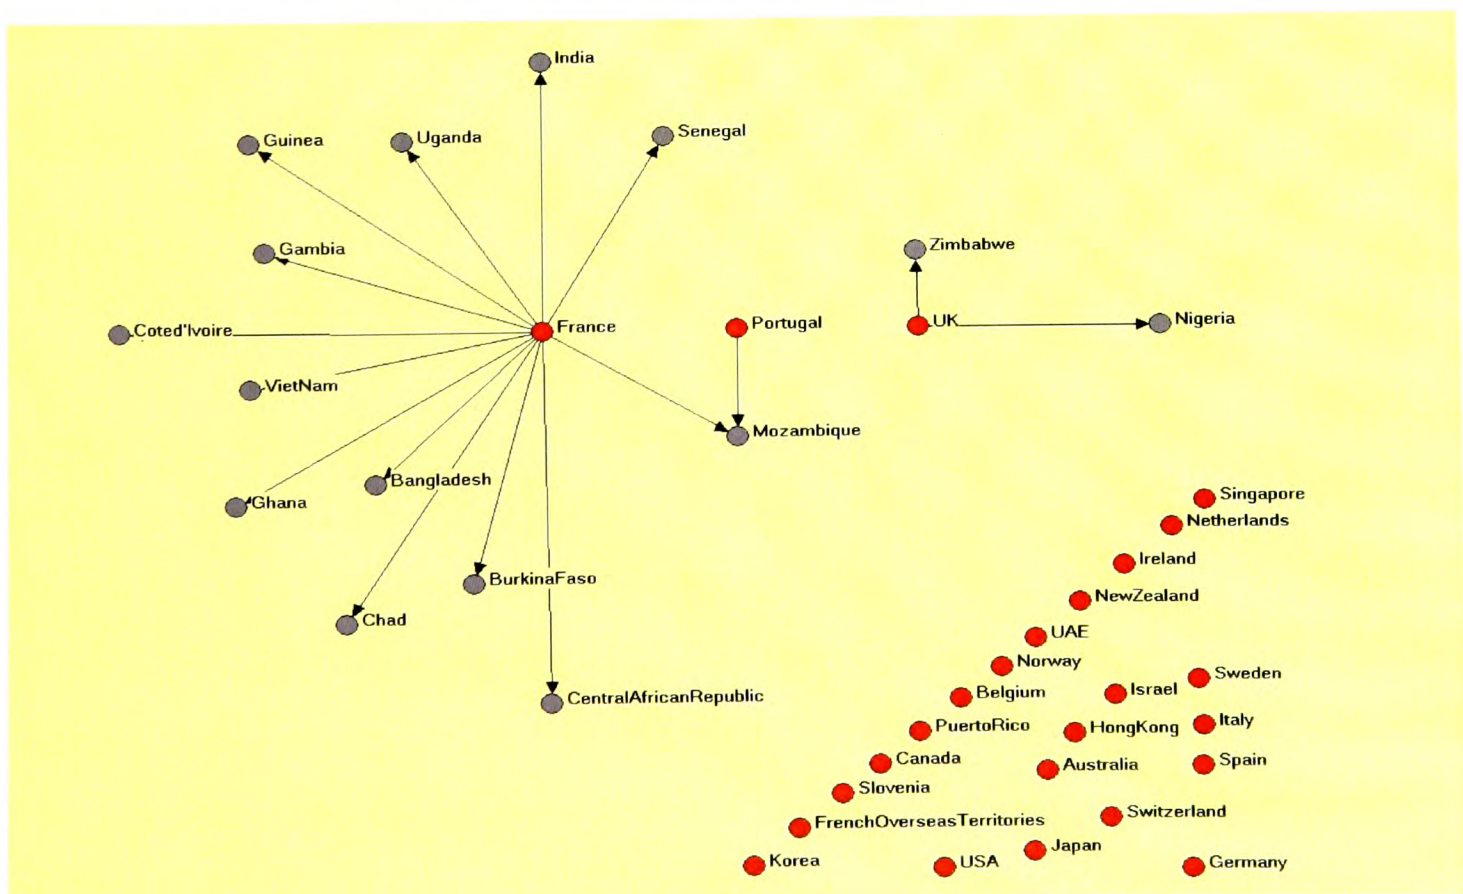 India
Senegal
Guinea
Uganda
Gambia
Zimbabwe
Coted'Ivoire
France
Portugal
UK
Nigeria
VietNam
Mozambique
Bangladesh
Ghana
Singapore
Netherlands
Ireland
BurkinaFaso
NewZealand
Chad
UAE
Norway
Sweden
CentralAfricanRepublic
Belgium
Israel
PuertoRico
HongKong
Italy
Canada
Australia
Spain
Slovenia
FrenchOverseasTerritories
Switzerland
Korea
USA
Japan
Germany